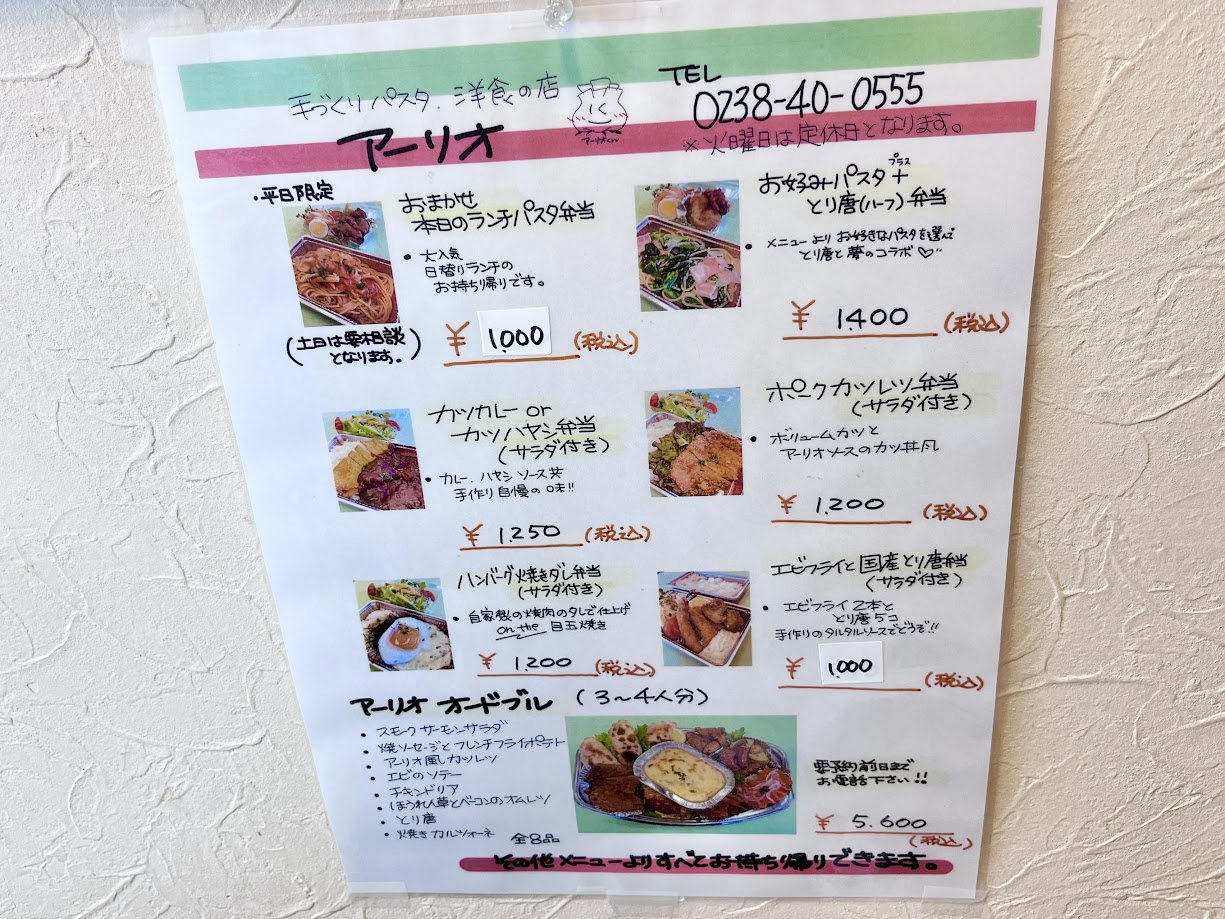 手づくりパスタ、洋食の店
アーリオ
アーリオくん
TEL
0238-40-0555
※火曜日は定休日となります。
・平日限定
おまかせ
本日のランチパスタ弁当
• 大人気
日替りランチの
お持ち帰りです。
(土日は要相談
となります。)
¥ 1,000 (税込)
お好みパスタ+
プラス
とり唐(ハーフ)弁当
• メニューより お好きなパスタを選んで
とり唐と夢のコラボ♡
¥ 1,400 (税込)
カツカレー or
カツハヤシ弁当
(サラダ付き)
• カレー、ハヤシソース共
手作り自慢の味!!
¥ 1,250 (税込)
ポークカツレツ弁当
(サラダ付き)
• ボリュームカツと
アーリオソースのカツ丼風
¥ 1,200 (税込)
ハンバーグ焼きダレ弁当
(サラダ付き)
• 自家製の焼肉のタレで仕上げ
on the 目玉焼き
¥ 1,200 (税込)
エビフライと国産とり唐弁当
(サラダ付き)
• エビフライ2本と
とり唐5コ
手作りのタルタルソースでどうぞ!!
¥ 1,000 (税込)
アーリオ オードブル (3〜4人分)
• スモークサーモンサラダ
• 焼ソーセージとフレンチフライポテト
• アーリオ風カツレツ
• エビのソテー
• チキンドリア
• ほうれん草とベーコンのオムレツ
• とり唐
• 焼きカルツォーネ 全8品
要予約前日まで
お電話下さい!!
¥ 5,600
(税込)
その他メニューよりすべてお持ち帰りできます。